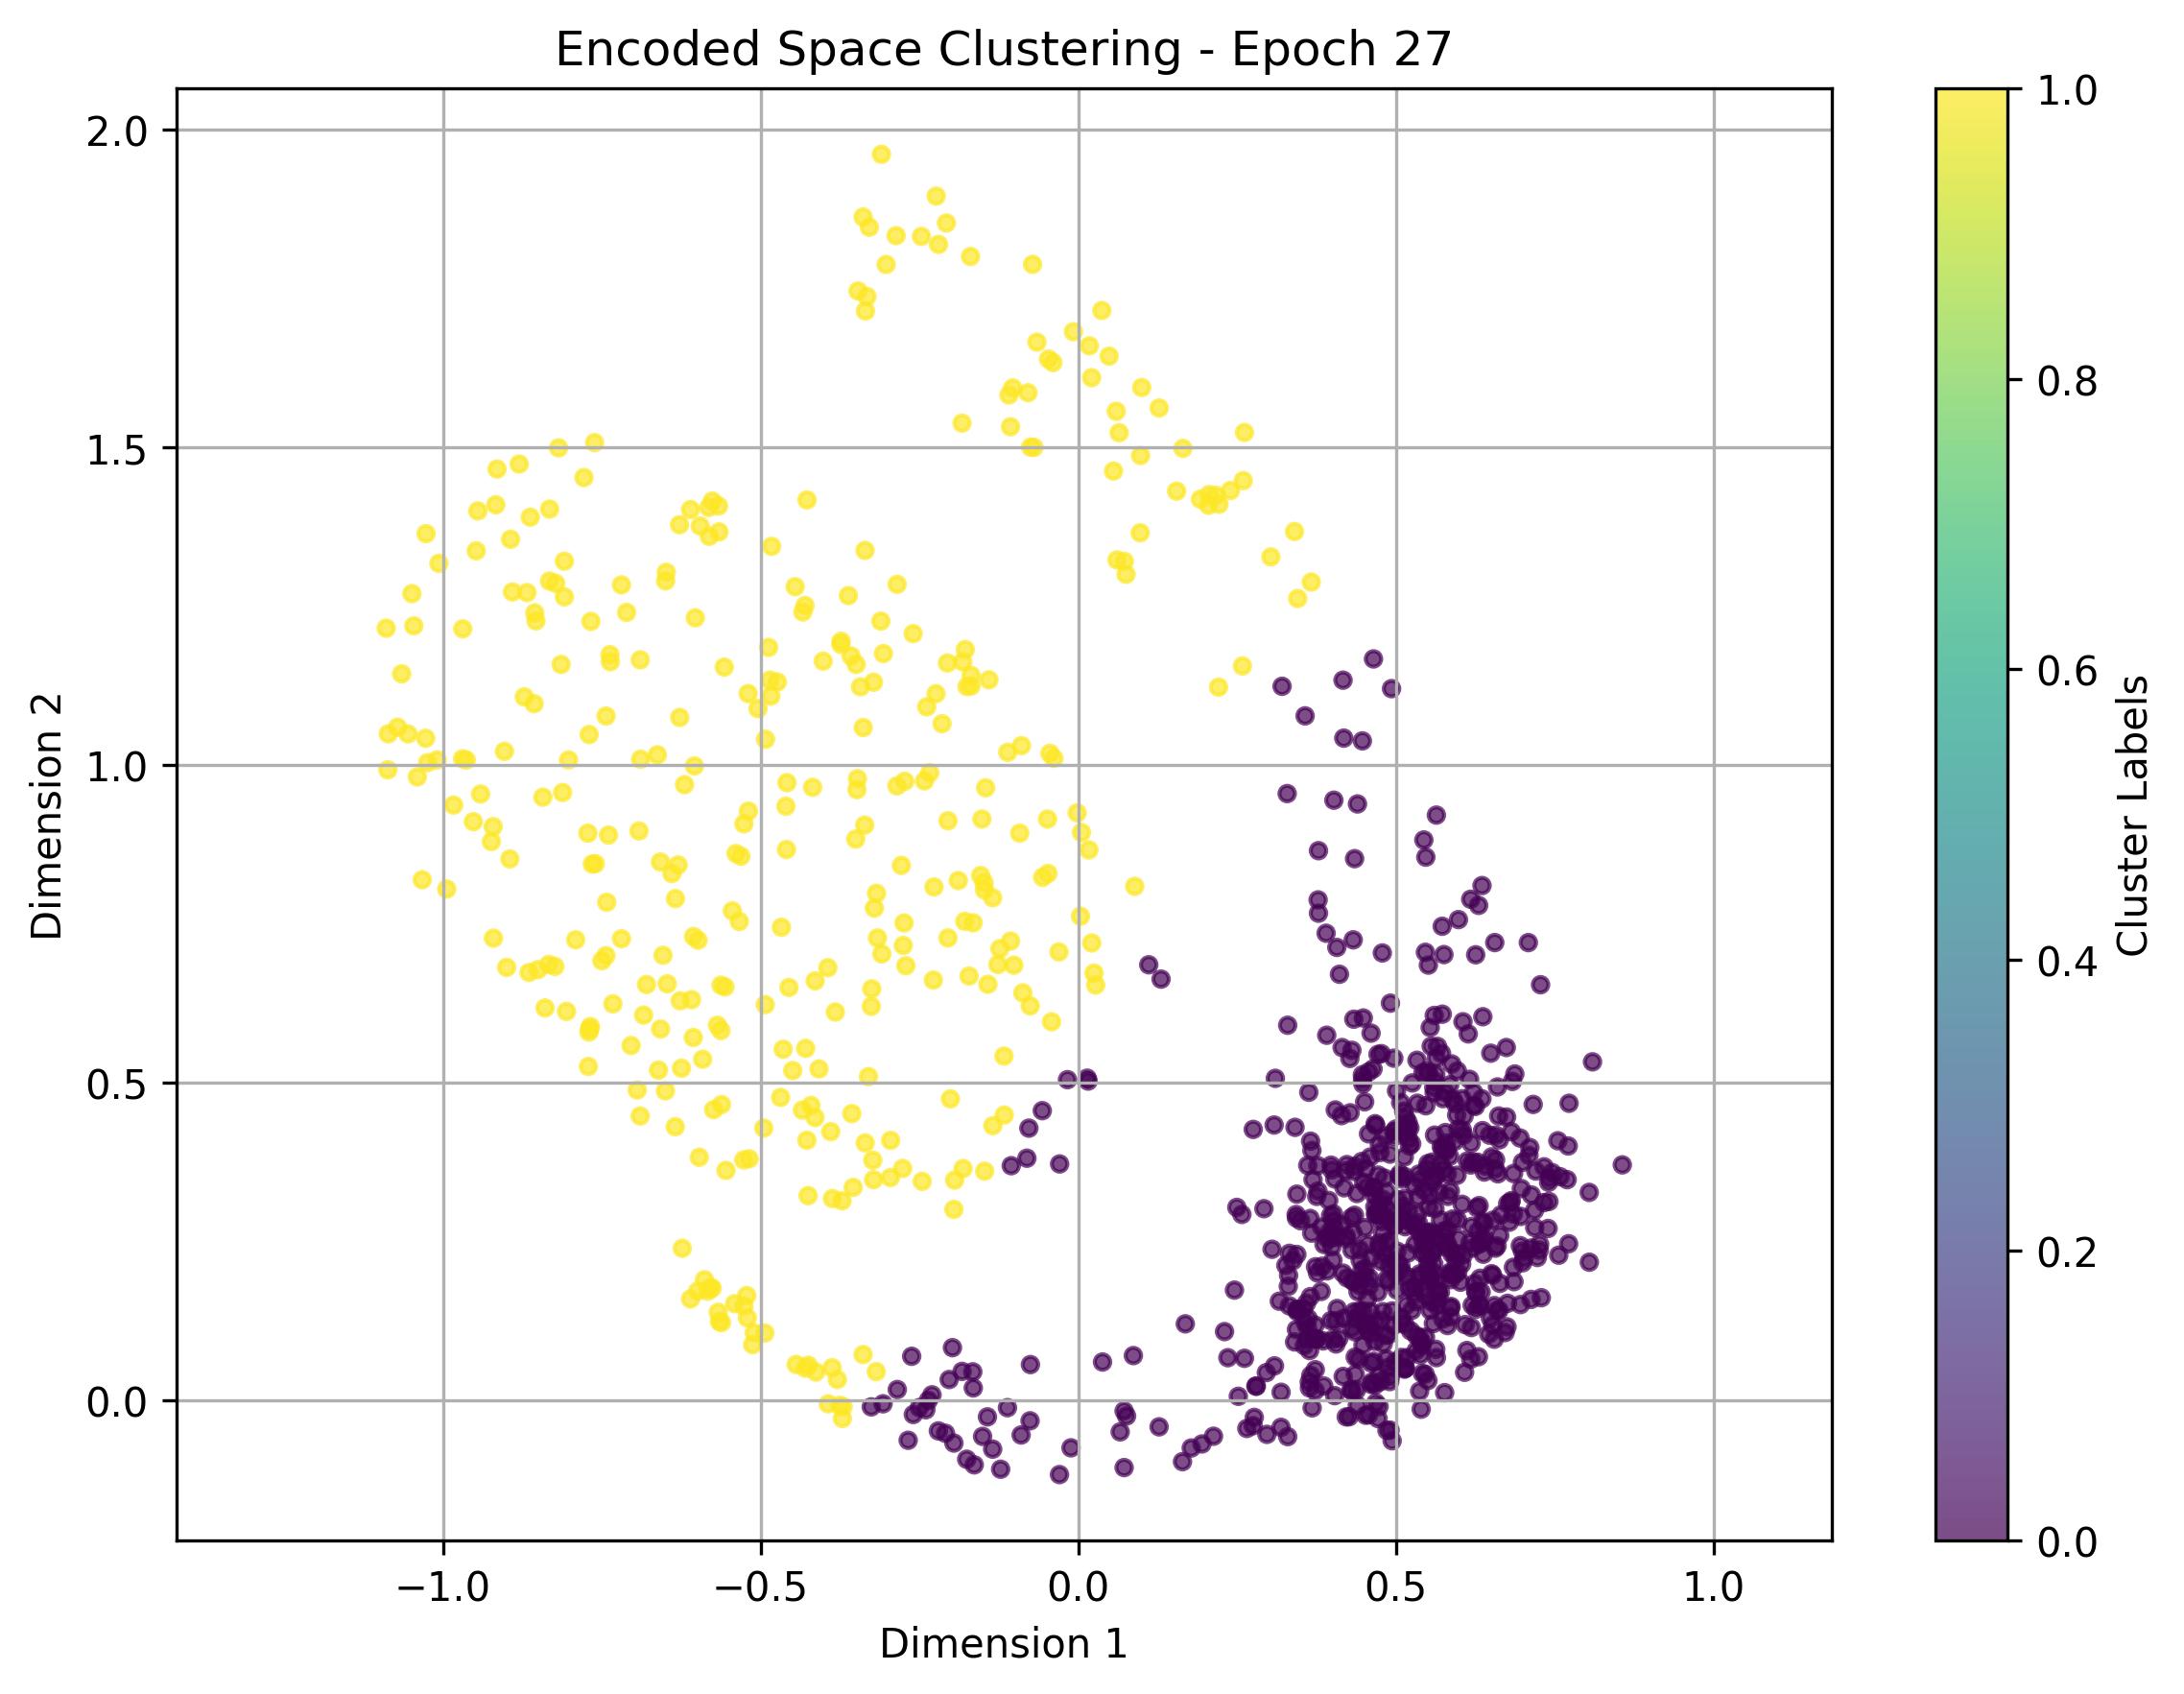 Encoded Space Clustering - Epoch 27
2.0
1.5
1.0
0.5
0.0
Dimension 2
−1.0 −0.5 0.0 0.5 1.0
Dimension 1
1.0
0.8
0.6
0.4
0.2
0.0
Cluster Labels